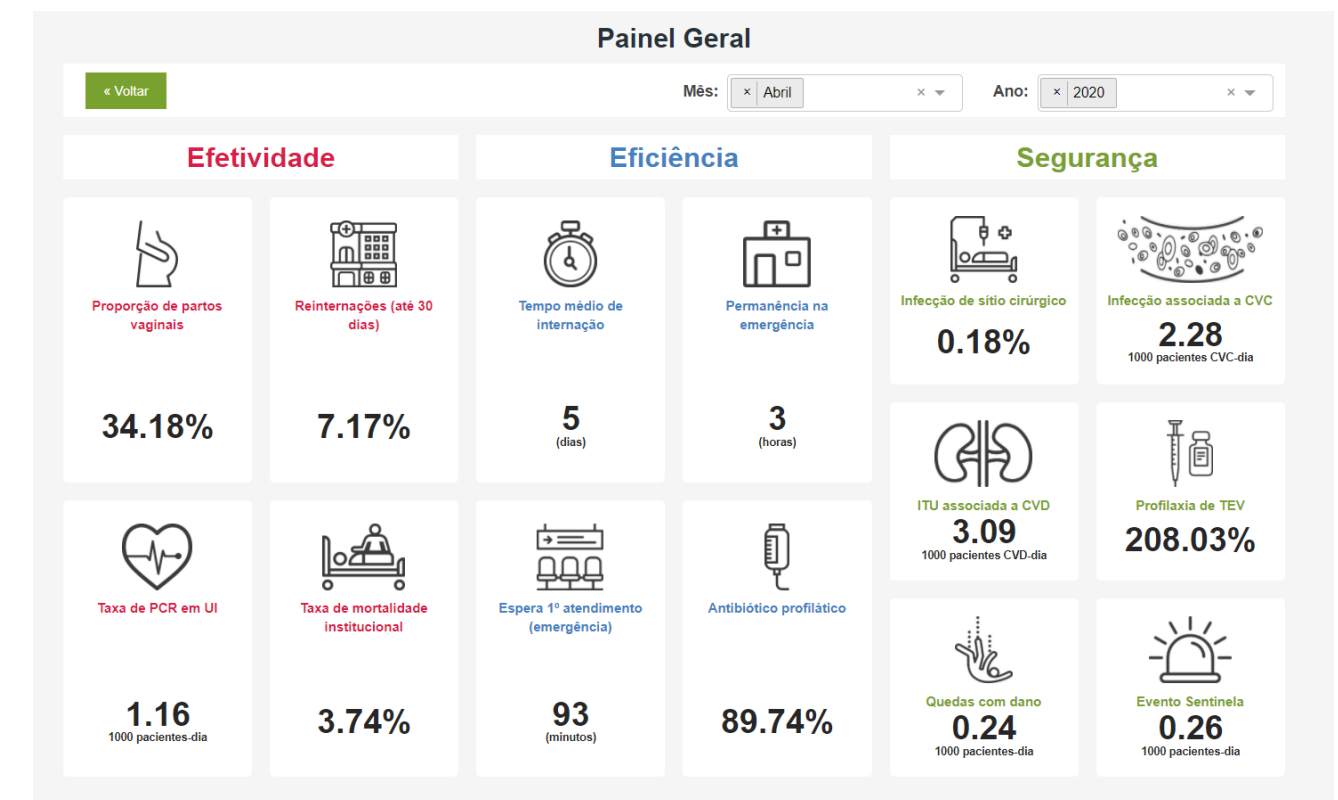 Painel Geral
« Voltar
Mês: × Abril ×
Ano: × 2020 ×
Efetividade
Eficiência
Segurança
Proporção de partos
vaginais
34.18%
Reinternações (até 30
dias)
7.17%
Tempo médio de
internação
5
(dias)
Permanência na
emergência
3
(horas)
Infecção de sítio cirúrgico
0.18%
Infecção associada a CVC
2.28
1000 pacientes CVC-dia
ITU associada a CVD
3.09
1000 pacientes CVD-dia
Profilaxia de TEV
208.03%
Taxa de PCR em UI
1.16
1000 pacientes-dia
Taxa de mortalidade
institucional
3.74%
Espera 1º atendimento
(emergência)
93
(minutos)
Antibiótico profilático
89.74%
Quedas com dano
0.24
1000 pacientes-dia
Evento Sentinela
0.26
1000 pacientes-dia